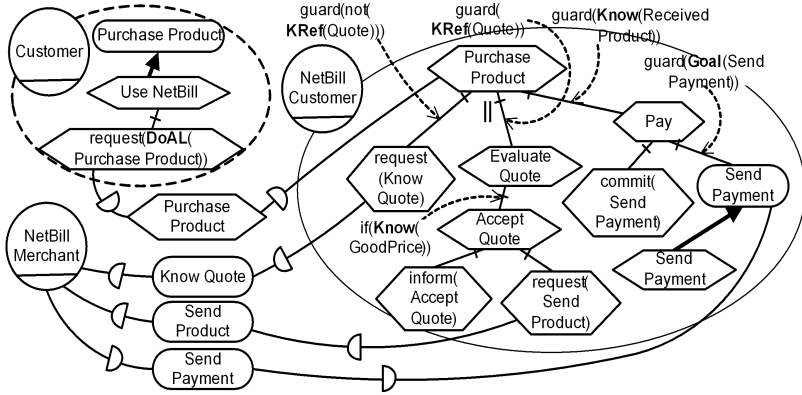 Customer
Purchase Product
Use NetBill
request(DoAL(
Purchase Product))
guard(not(
KRef(Quote)))
guard(
KRef(Quote))
guard(Know(Received
Product))
guard(Goal(Send
Payment))
NetBill
Customer
Purchase
Product
||
Pay
request
(Know
Quote)
Evaluate
Quote
commit(
Send
Payment)
Send
Payment
Purchase
Product
if(Know(
GoodPrice))
Accept
Quote
NetBill
Merchant
Know Quote
inform(
Accept
Quote)
request(
Send
Product)
Send
Payment
Send
Product
Send
Payment